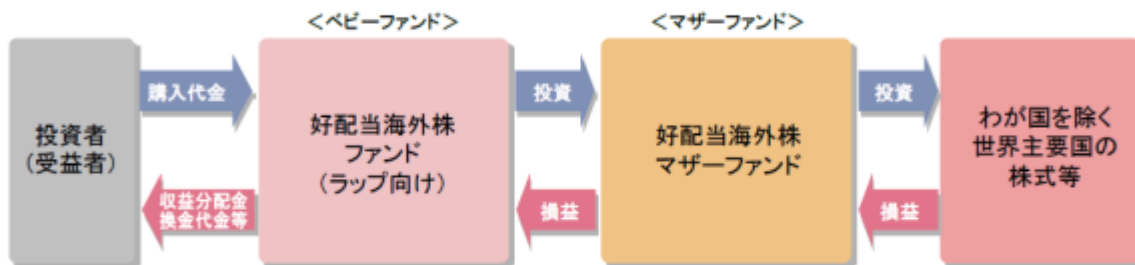 <ベビーファンド>
<マザーファンド>
投資者
(受益者)
購入代金
収益分配金
換金代金等
好配当海外株
ファンド
(ラップ向け)
投資
損益
好配当海外株
マザーファンド
投資
損益
わが国を除く
世界主要国の
株式等